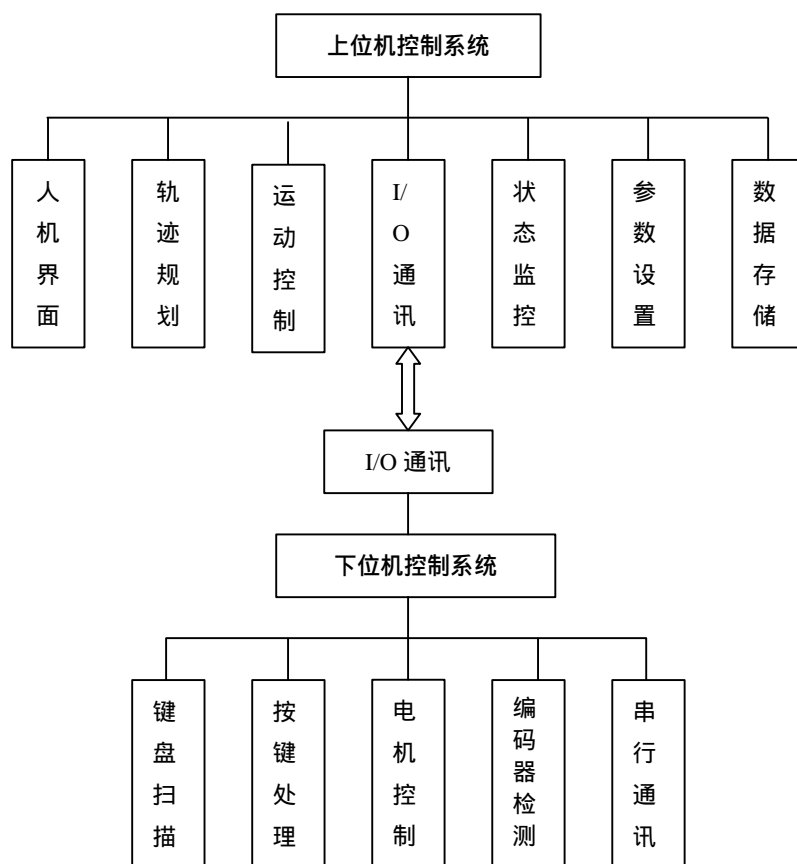 上位机控制系统
人机界面
轨迹规划
运动控制
I/O通讯
状态监控
参数设置
数据存储
I/O 通讯
下位机控制系统
键盘扫描
按键处理
电机控制
编码器检测
串行通讯